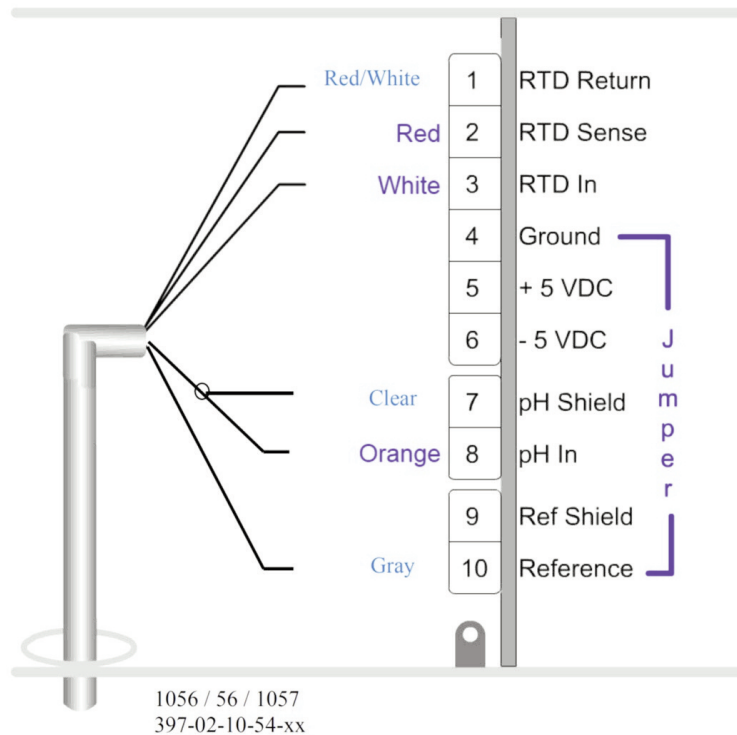 Red/White 1 RTD Return
Red 2 RTD Sense
White 3 RTD In
4 Ground
5 + 5 VDC
6 - 5 VDC
Jumper
Clear 7 pH Shield
Orange 8 pH In
9 Ref Shield
Gray 10 Reference
1056 / 56 / 1057
397-02-10-54-xx